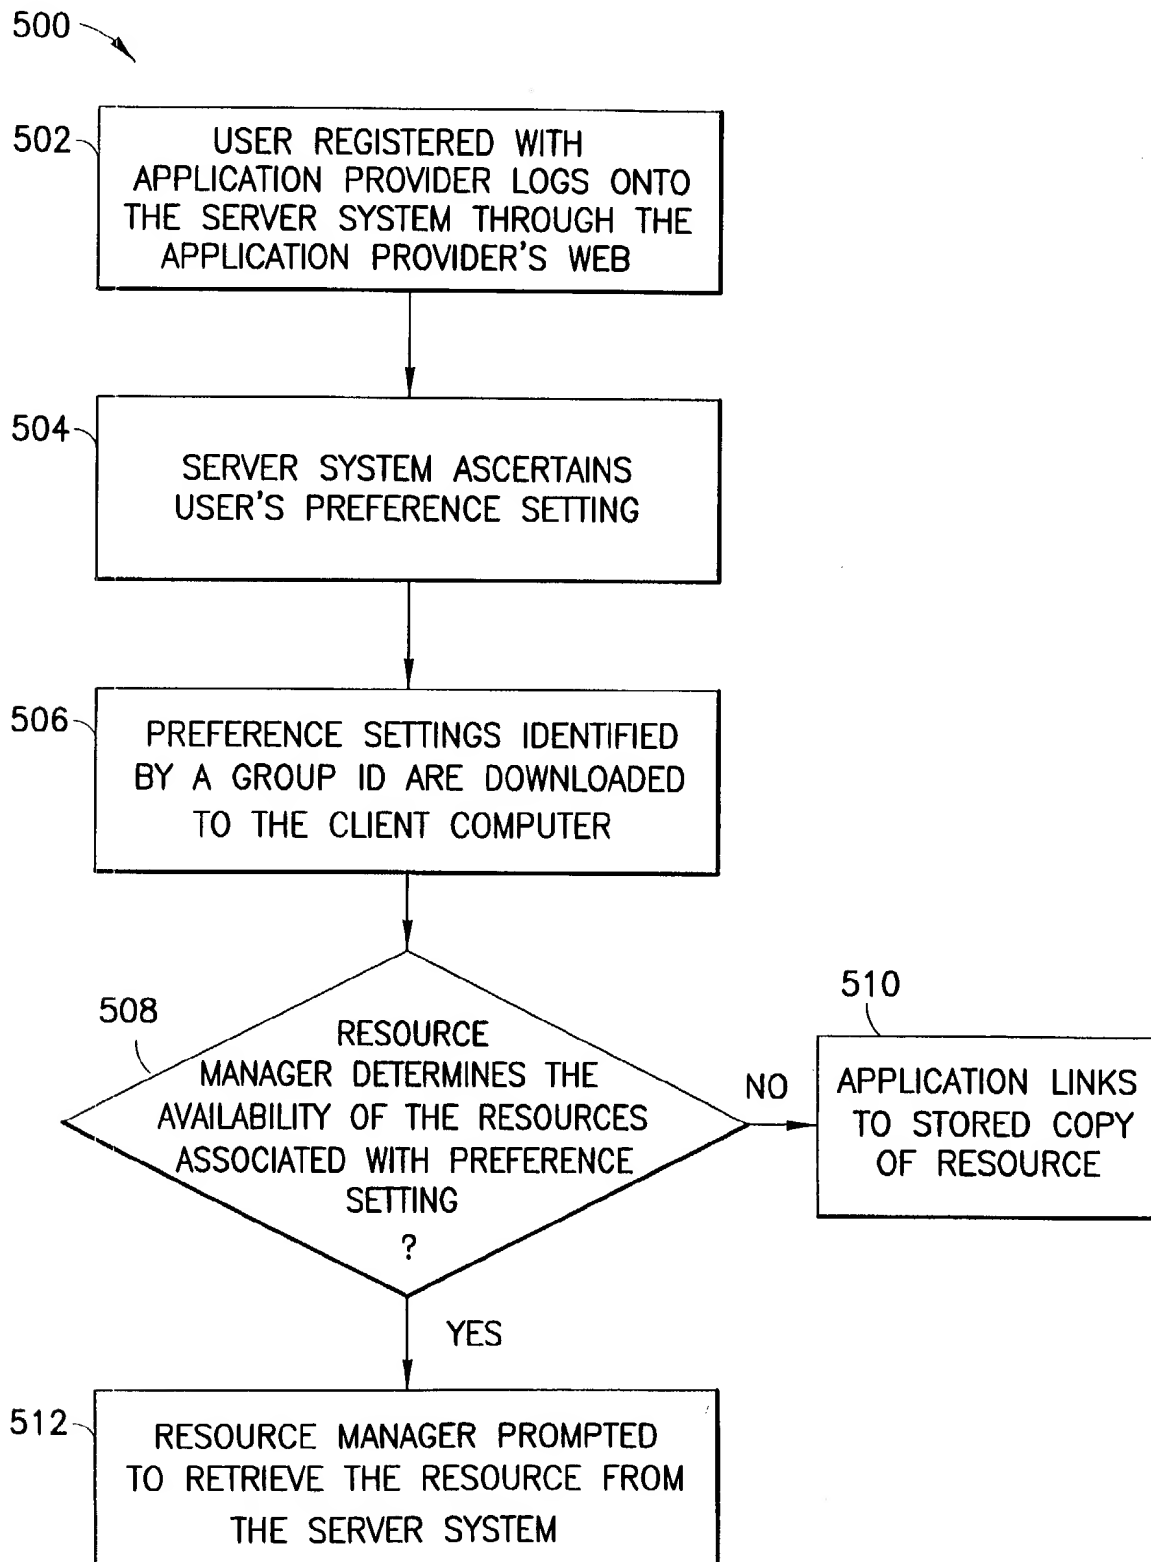 500
502
USER REGISTERED WITH
APPLICATION PROVIDER LOGS ONTO
THE SERVER SYSTEM THROUGH THE
APPLICATION PROVIDER'S WEB
504
SERVER SYSTEM ASCERTAINS
USER'S PREFERENCE SETTING
506
PREFERENCE SETTINGS IDENTIFIED
BY A GROUP ID ARE DOWNLOADED
TO THE CLIENT COMPUTER
508
RESOURCE
MANAGER DETERMINES THE
AVAILABILITY OF THE RESOURCES
ASSOCIATED WITH PREFERENCE
SETTING
?
NO
510
APPLICATION LINKS
TO STORED COPY
OF RESOURCE
YES
512
RESOURCE MANAGER PROMPTED
TO RETRIEVE THE RESOURCE FROM
THE SERVER SYSTEM